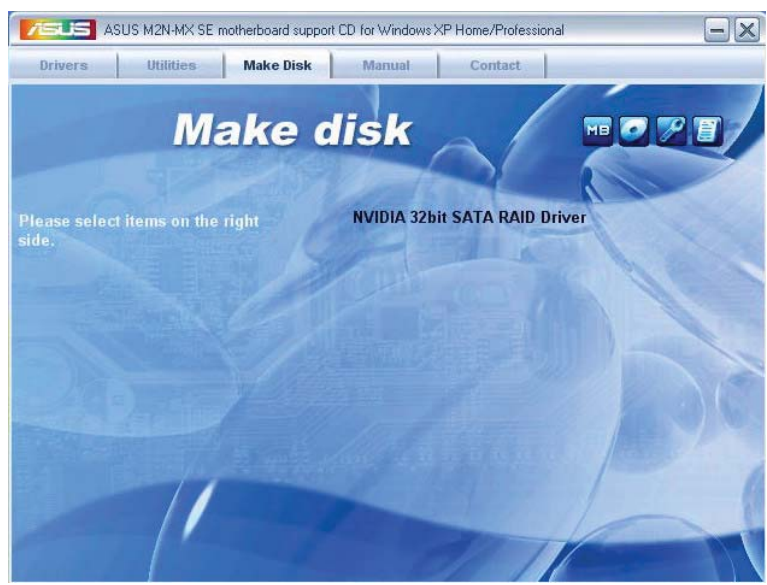 ASUS ASUS M2N-MX SE motherboard support CD for Windows XP Home/Professional
Drivers Utilities Make Disk Manual Contact
Make disk
MB
Please select items on the right
side.
NVIDIA 32bit SATA RAID Driver